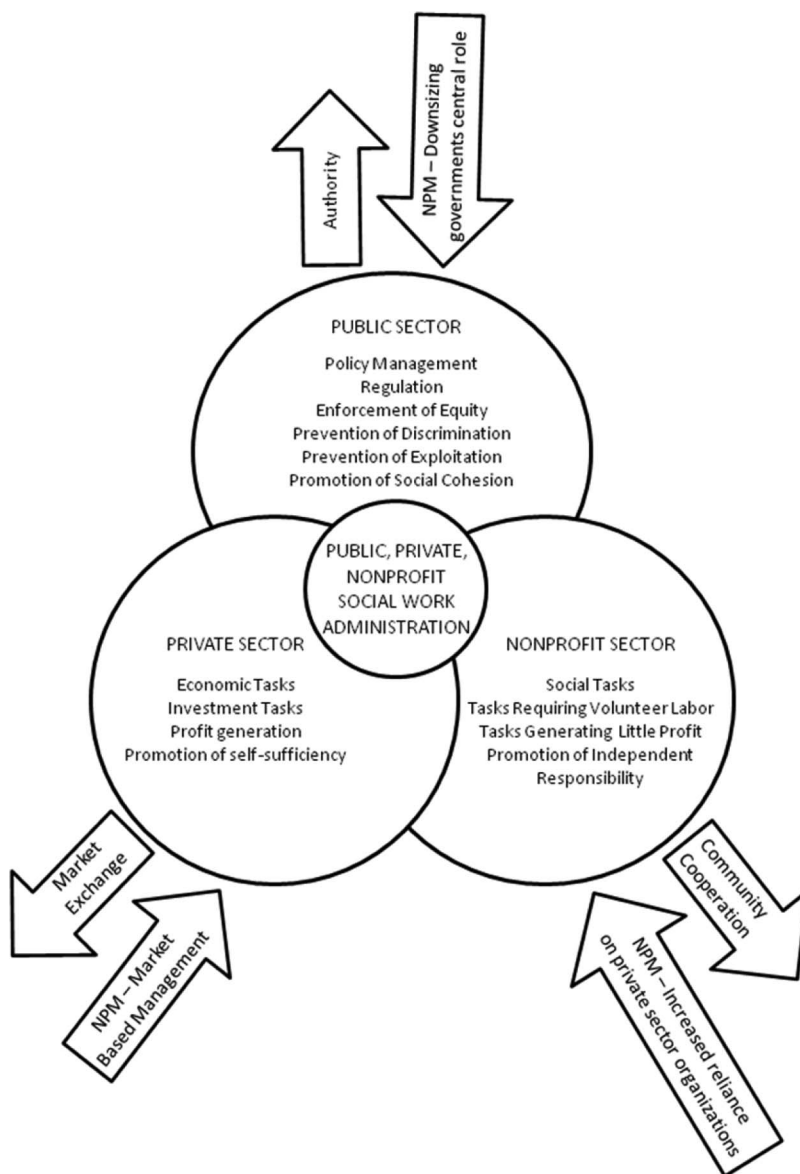 Authority
NPM – Downsizing
governments central role
PUBLIC SECTOR
Policy Management
Regulation
Enforcement of Equity
Prevention of Discrimination
Prevention of Exploitation
Promotion of Social Cohesion
PUBLIC, PRIVATE,
NONPROFIT
SOCIAL WORK
ADMINISTRATION
PRIVATE SECTOR
Economic Tasks
Investment Tasks
Profit generation
Promotion of self-sufficiency
NONPROFIT SECTOR
Social Tasks
Tasks Requiring Volunteer Labor
Tasks Generating Little Profit
Promotion of Independent
Responsibility
Market
Exchange
NPM – Market
Based Management
Community
Cooperation
NPM – Increased reliance
on private sector organizations